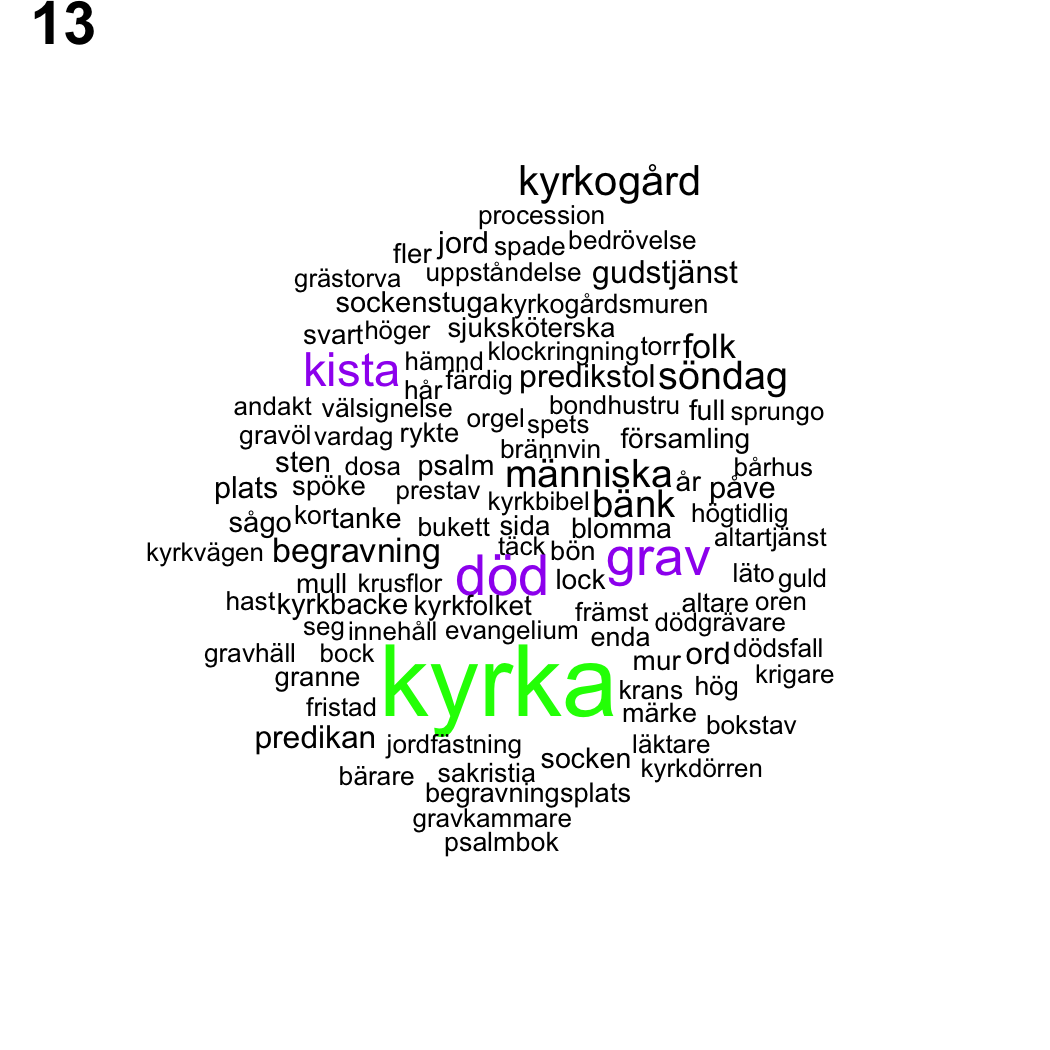 13
kyrkogård
procession
fler jord spade bedrövelse
grästorva uppståndelse gudstjänst
sockenstuga kyrkogårdsmuren
svart höger sjuksköterska
kista hämnd klockringning torr folk
hår färdig predikstol söndag
andakt välsignelse orgel spets bondhustru full sprungo
gravöl vardag rykte brännvin församling
sten dosa psalm människa år bårhus
plats spöke prestav kyrkbibel bänk påve
sågo kor tanke bukett sida blomma högtidlig
kyrkvägen begravning täck bön grav altartjänst
mull krusflor död lock läto guld
hast kyrkbacke kyrkfolket främst altare oren
seg innehåll evangelium enda dödgrävare
gravhäll bock kyrka mur ord dödsfall
granne krans hög krigare
fristad märke bokstav
predikan jordfästning socken läktare
bärare sakristia kyrkdörren
begravningsplats
gravkammare
psalmbok